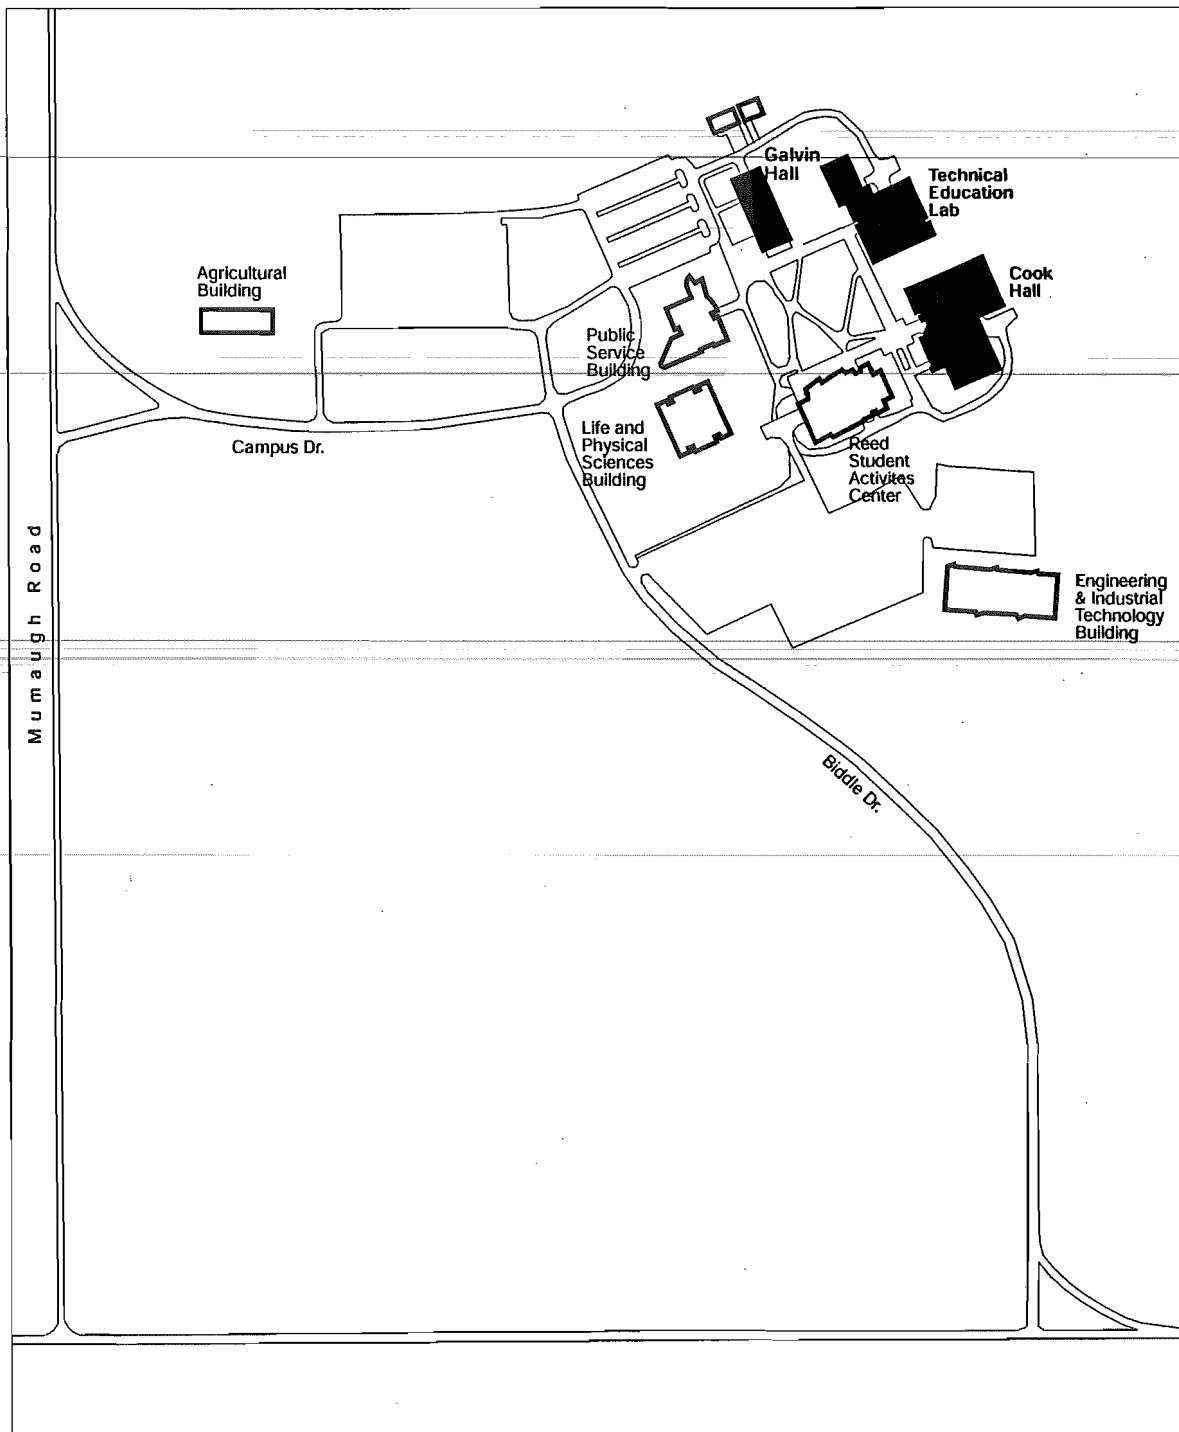 Galvin
Hall
Technical
Education
Lab
Agricultural
Building
Cook
Hall
Public
Service
Building
Life and
Physical
Sciences
Building
Campus Dr.
Reed
Student
Activites
Center
Mumaugh Road
Engineering
& Industrial
Technology
Building
Biddle Dr.